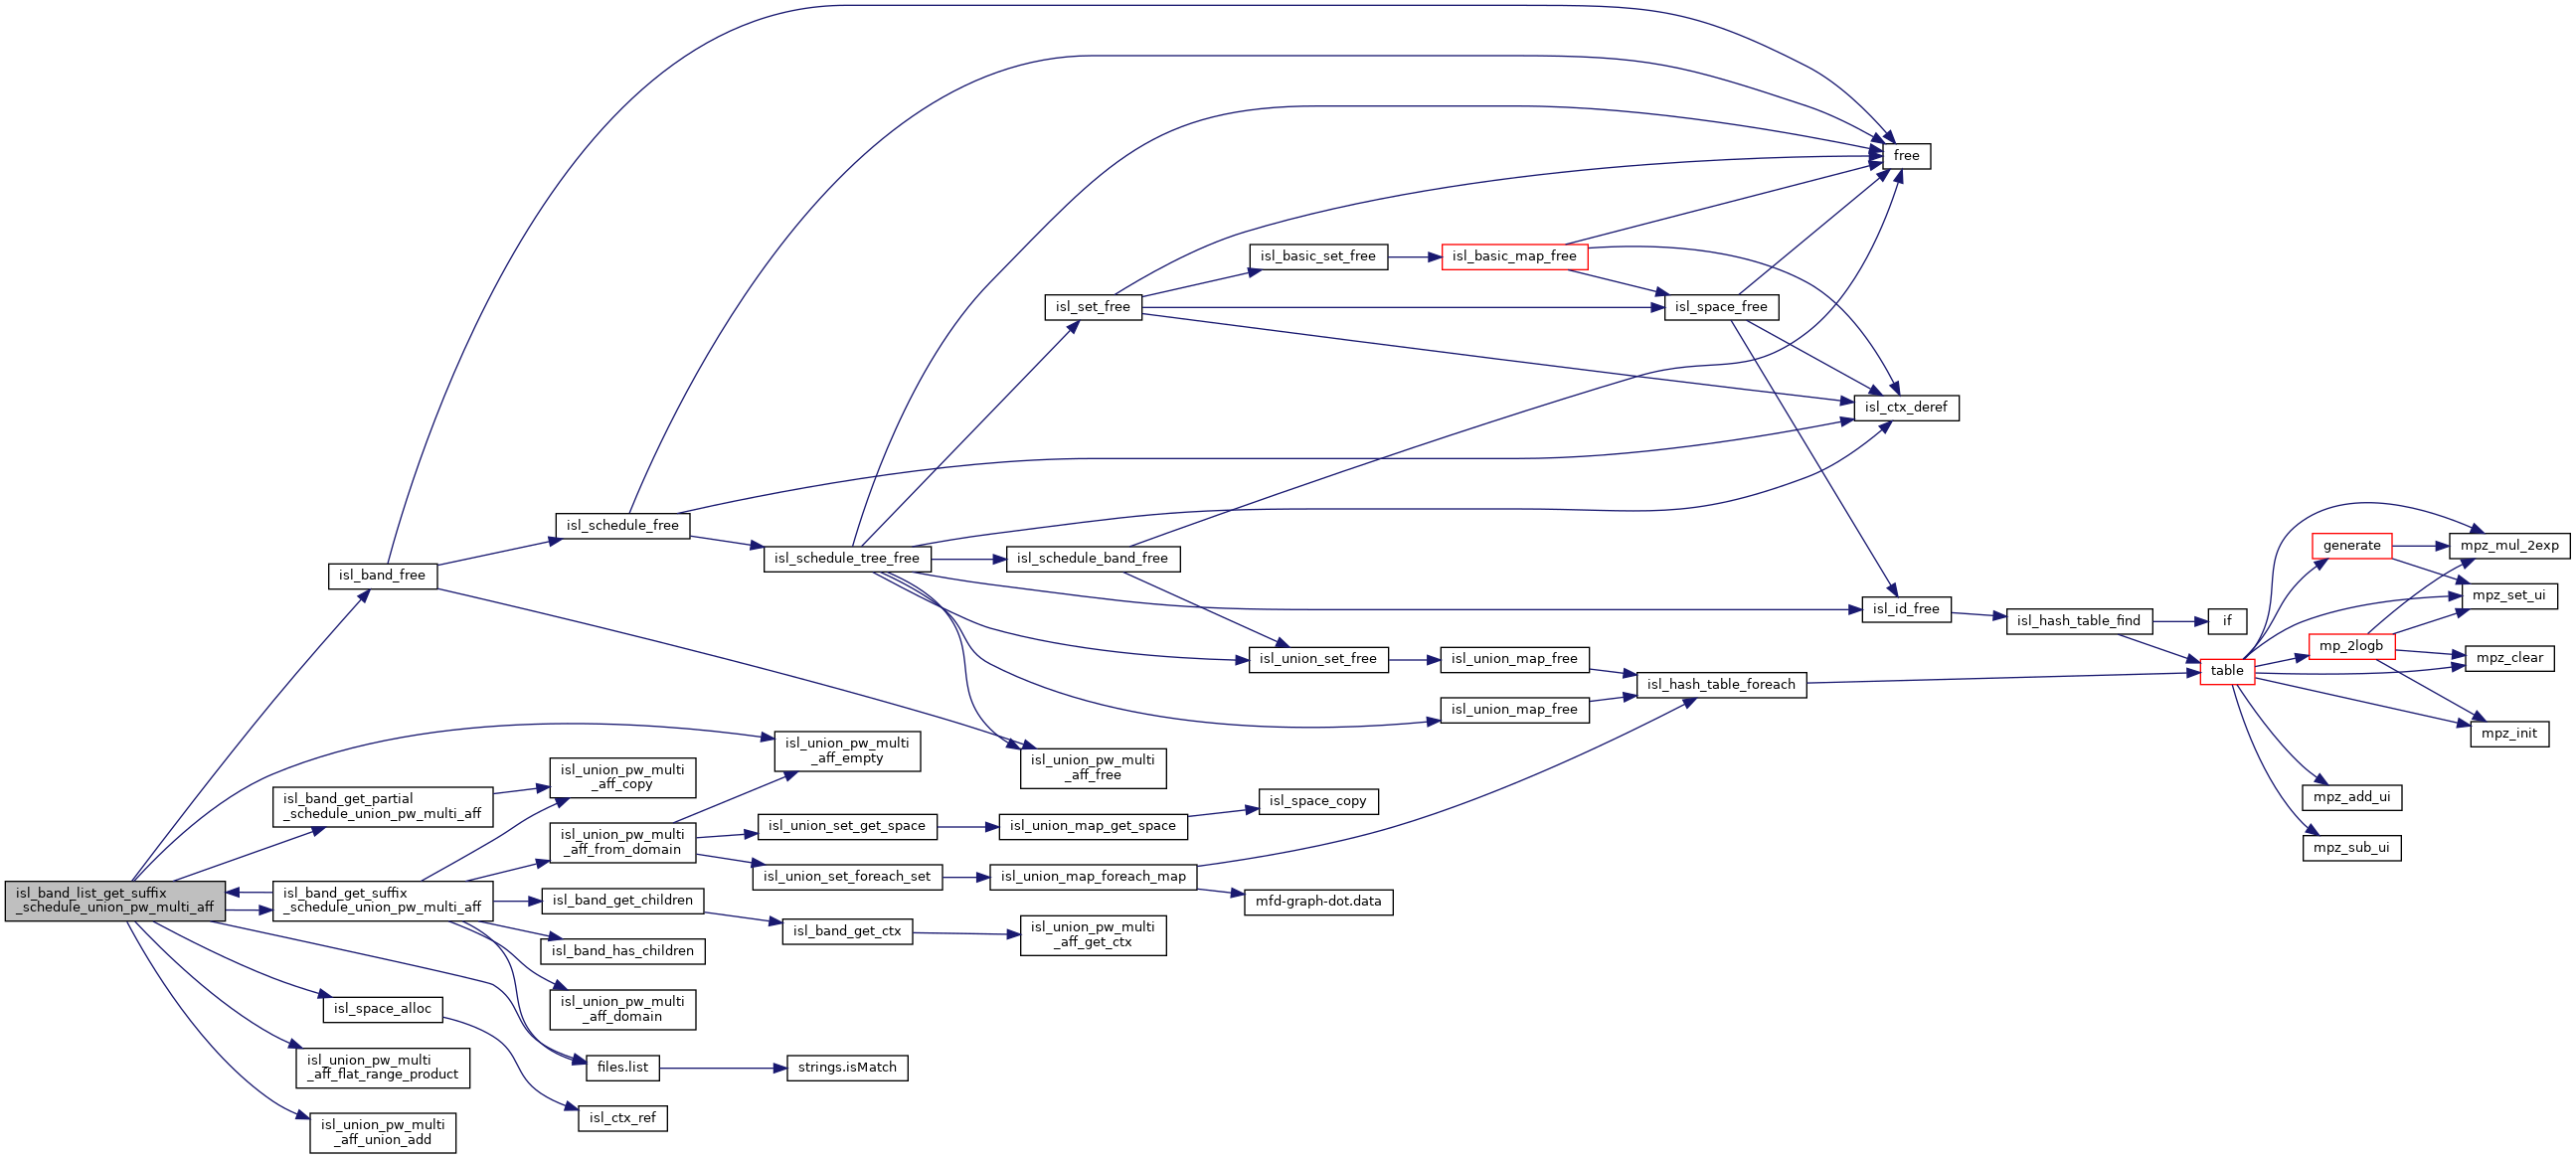 free
isl_basic_set_free
isl_basic_map_free
isl_set_free
isl_space_free
isl_ctx_deref
isl_schedule_free
isl_schedule_tree_free
isl_schedule_band_free
isl_band_free
isl_id_free
isl_hash_table_find
if
generate
mpz_mul_2exp
mpz_set_ui
mp_2logb
mpz_clear
table
mpz_init
mpz_add_ui
mpz_sub_ui
isl_union_set_free
isl_union_map_free
isl_hash_table_foreach
isl_union_map_free
isl_union_pw_multi
_aff_empty
isl_union_pw_multi
_aff_free
isl_union_pw_multi
_aff_copy
isl_band_get_partial
_schedule_union_pw_multi_aff
isl_union_pw_multi
_aff_from_domain
isl_union_set_get_space
isl_union_map_get_space
isl_space_copy
isl_union_set_foreach_set
isl_union_map_foreach_map
mfd-graph-dot.data
isl_band_list_get_suffix
_schedule_union_pw_multi_aff
isl_band_get_suffix
_schedule_union_pw_multi_aff
isl_band_get_children
isl_band_get_ctx
isl_union_pw_multi
_aff_get_ctx
isl_band_has_children
isl_union_pw_multi
_aff_domain
isl_space_alloc
isl_union_pw_multi
_aff_flat_range_product
files.list
strings.isMatch
isl_ctx_ref
isl_union_pw_multi
_aff_union_add